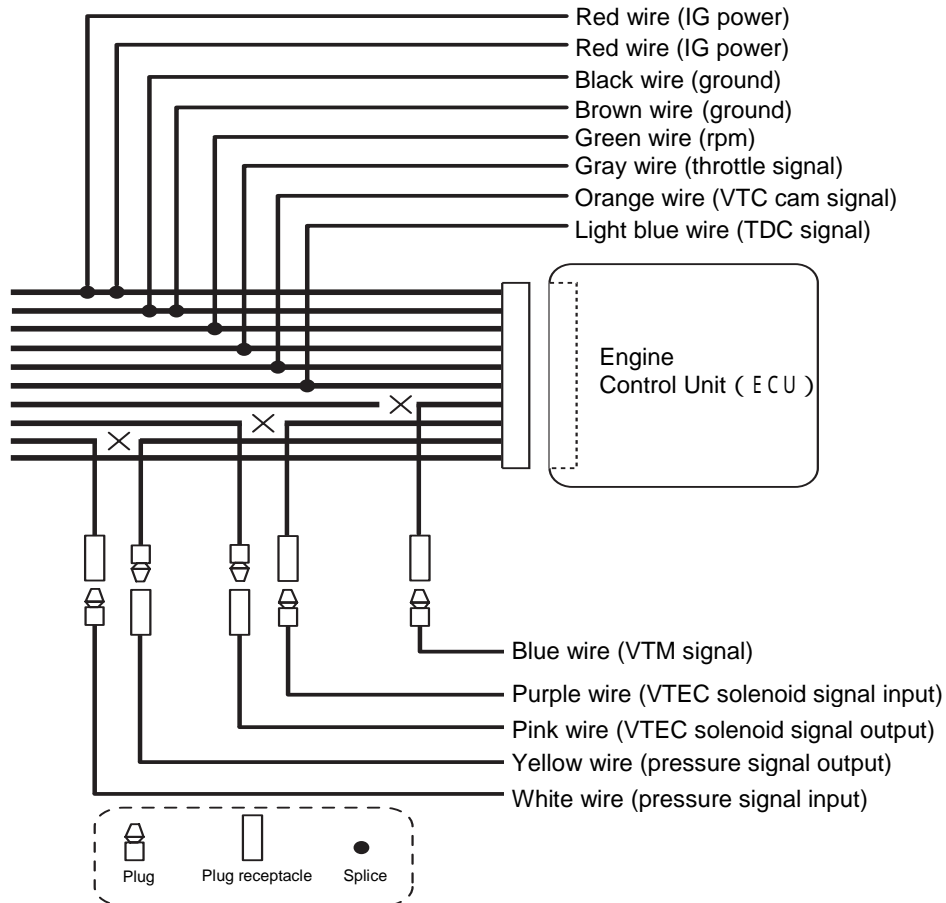 Red wire (IG power)
Red wire (IG power)
Black wire (ground)
Brown wire (ground)
Green wire (rpm)
Gray wire (throttle signal)
Orange wire (VTC cam signal)
Light blue wire (TDC signal)
Engine
Control Unit (ECU)
Blue wire (VTM signal)
Purple wire (VTEC solenoid signal input)
Pink wire (VTEC solenoid signal output)
Yellow wire (pressure signal output)
White wire (pressure signal input)
Plug
Plug receptacle
Splice